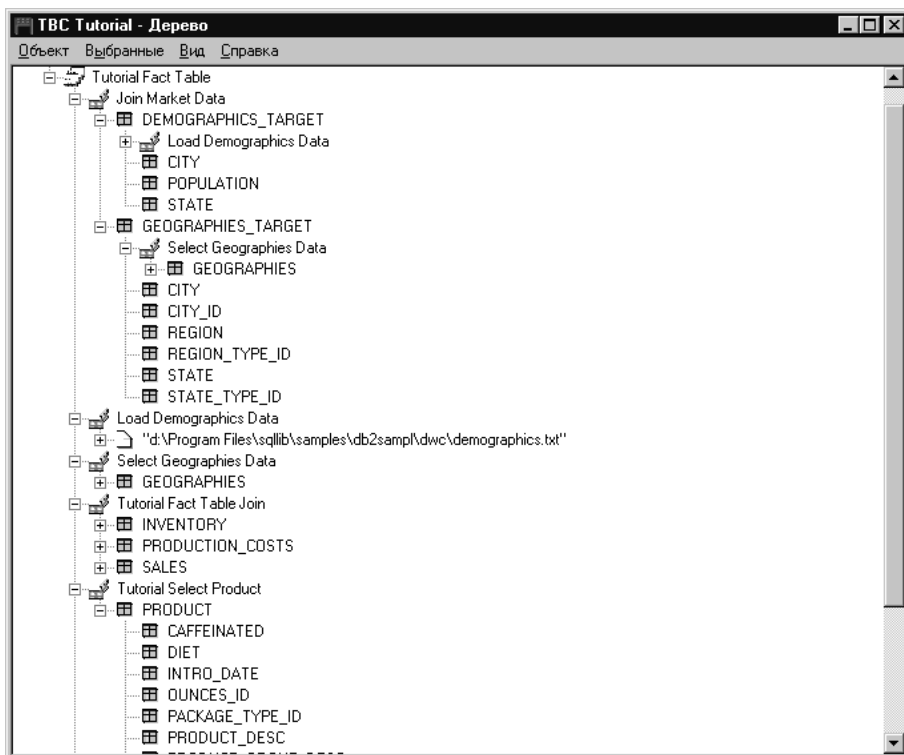 TBC Tutorial - Дерево
Объект Выбранные Вид Справка
Tutorial Fact Table
Join Market Data
DEMOGRAPHICS_TARGET
Load Demographics Data
CITY
POPULATION
STATE
GEOGRAPHIES_TARGET
Select Geographies Data
GEOGRAPHIES
CITY
CITY_ID
REGION
REGION_TYPE_ID
STATE
STATE_TYPE_ID
Load Demographics Data
"d:\Program Files\sqllib\samples\db2sampl\dwc\demographics.txt"
Select Geographies Data
GEOGRAPHIES
Tutorial Fact Table Join
INVENTORY
PRODUCTION_COSTS
SALES
Tutorial Select Product
PRODUCT
CAFFEINATED
DIET
INTRO_DATE
OUNCES_ID
PACKAGE_TYPE_ID
PRODUCT_DESC